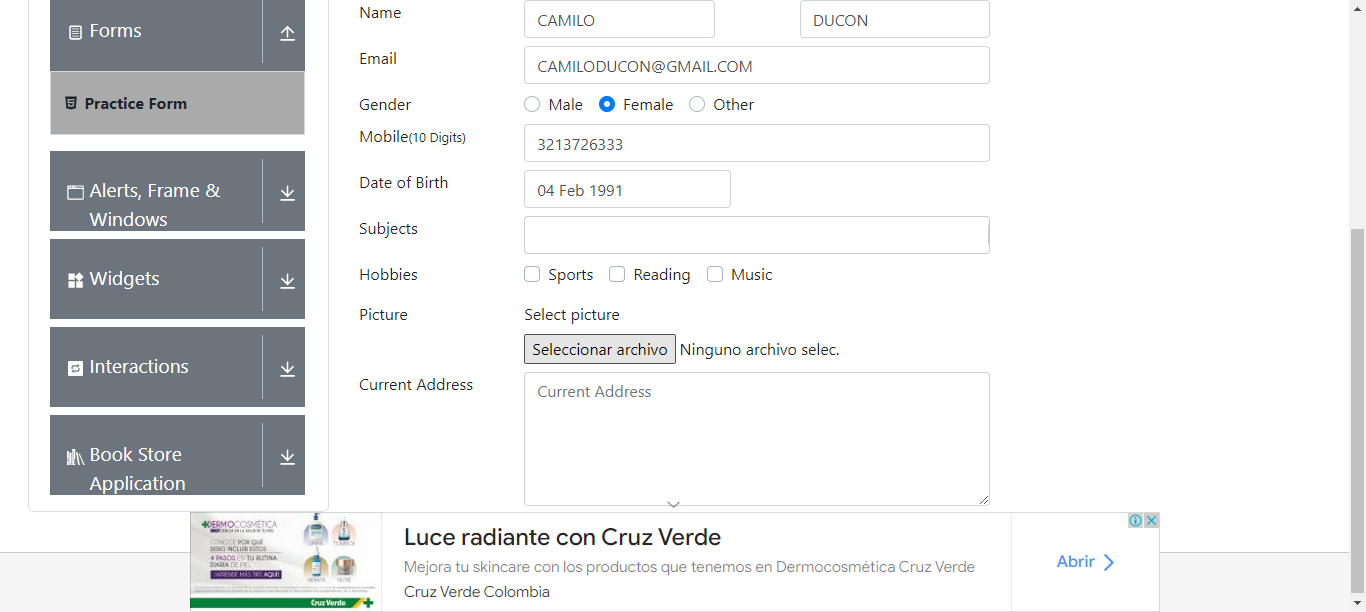 Forms
Practice Form
Alerts, Frame &
Windows
Widgets
Interactions
Book Store
Application
Name
CAMILO DUCON
Email
CAMILODUCON@GMAIL.COM
Gender
Male Female Other
Mobile(10 Digits)
3213726333
Date of Birth
04 Feb 1991
Subjects
Hobbies
Sports Reading Music
Picture
Select picture
Seleccionar archivo Ninguno archivo selec.
Current Address
Current Address
DERMOCOSMÉTICA
CONOCE POR QUÉ
DEBES INCLUIR ESTOS
4 PASOS EN TU RUTINA
DIARIA DE PIEL
¡APRENDE MÁS TIPS AQUÍ!
LIMPIA TONIFICA
HIDRATA NUTRE
Cruz Verde
Luce radiante con Cruz Verde
Mejora tu skincare con los productos que tenemos en Dermocosmética Cruz Verde
Cruz Verde Colombia
Abrir